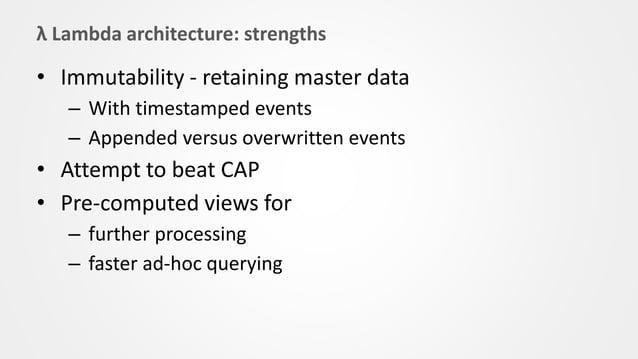 λ Lambda architecture: strengths
• Immutability - retaining master data
– With timestamped events
– Appended versus overwritten events
• Attempt to beat CAP
• Pre-computed views for
– further processing
– faster ad-hoc querying